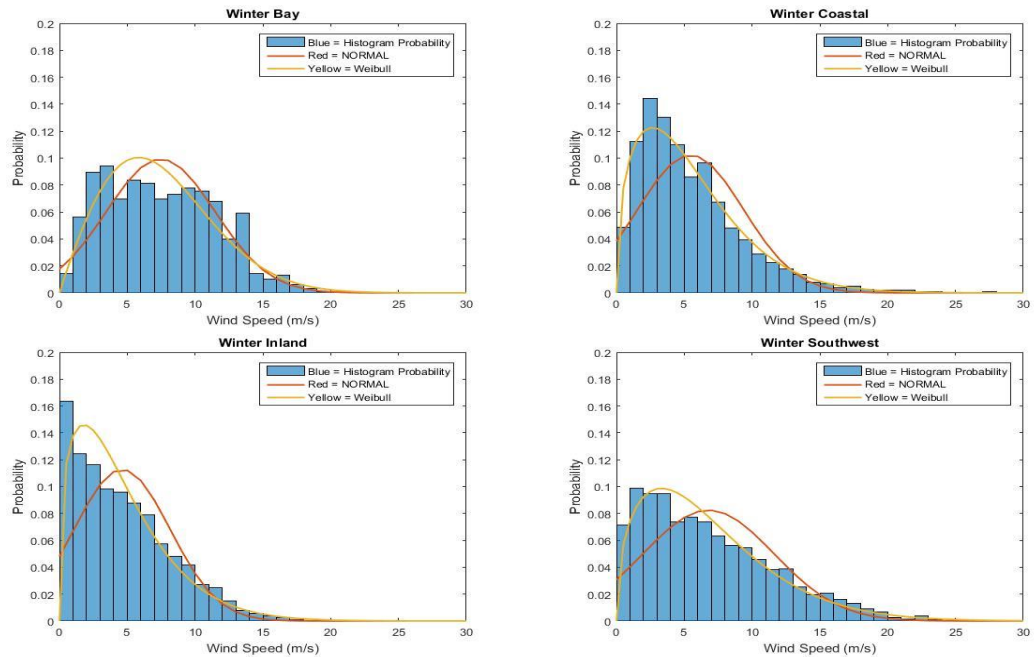 Winter Bay
0.2
0.18
0.16
0.14
0.12
0.1
0.08
0.06
0.04
0.02
0
Probability
Blue = Histogram Probability
Red = NORMAL
Yellow = Weibull
0 5 10 15 20 25 30
Wind Speed (m/s)
Winter Coastal
0.2
0.18
0.16
0.14
0.12
0.1
0.08
0.06
0.04
0.02
0
Probability
Blue = Histogram Probability
Red = NORMAL
Yellow = Weibull
0 5 10 15 20 25 30
Wind Speed (m/s)
Winter Inland
0.2
0.18
0.16
0.14
0.12
0.1
0.08
0.06
0.04
0.02
0
Probability
Blue = Histogram Probability
Red = NORMAL
Yellow = Weibull
0 5 10 15 20 25 30
Wind Speed (m/s)
Winter Southwest
0.2
0.18
0.16
0.14
0.12
0.1
0.08
0.06
0.04
0.02
0
Probability
Blue = Histogram Probability
Red = NORMAL
Yellow = Weibull
0 5 10 15 20 25 30
Wind Speed (m/s)